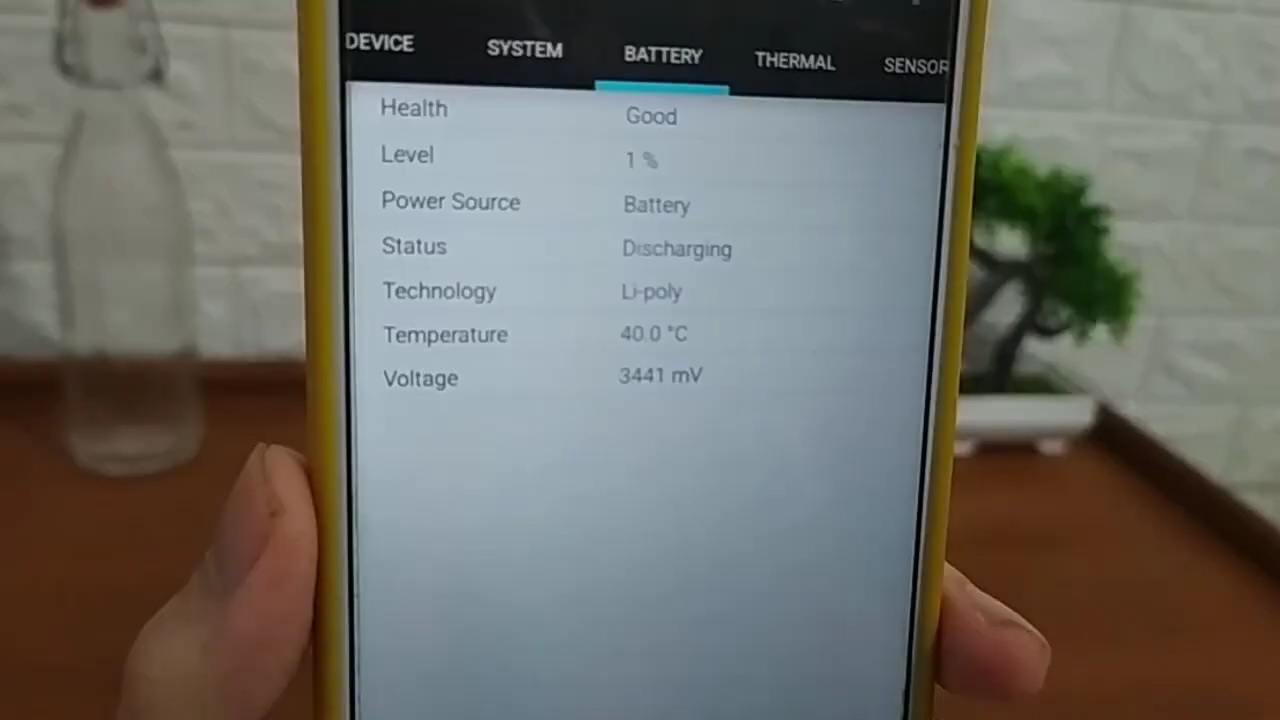 DEVICE SYSTEM BATTERY THERMAL SENSOR
Health Good
Level 1 %
Power Source Battery
Status Discharging
Technology Li-poly
Temperature 40.0 °C
Voltage 3441 mV